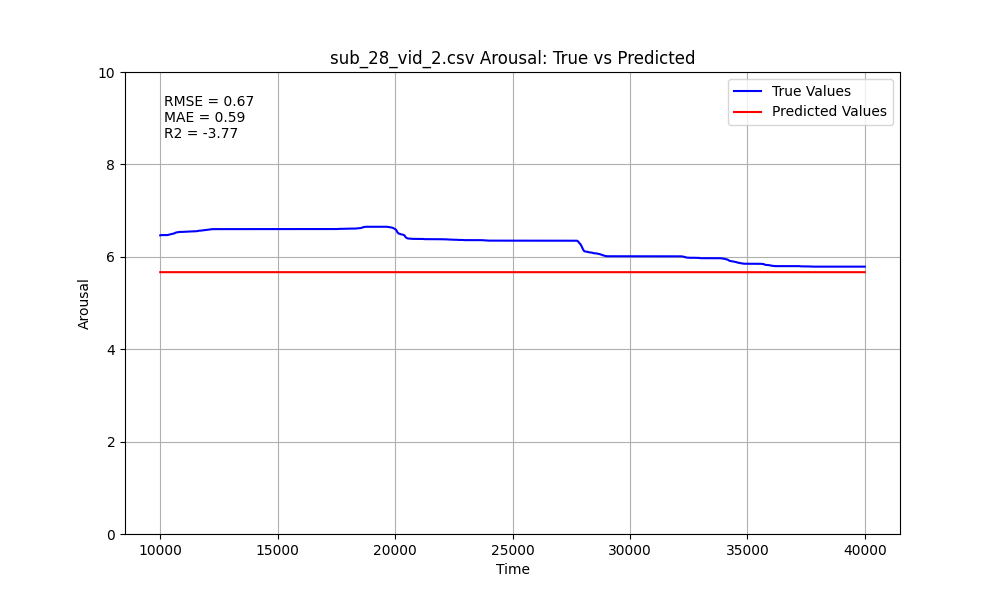 sub_28_vid_2.csv Arousal: True vs Predicted
RMSE = 0.67
MAE = 0.59
R2 = -3.77
True Values
Predicted Values
Arousal
10
8
6
4
2
0
10000 15000 20000 25000 30000 35000 40000
Time